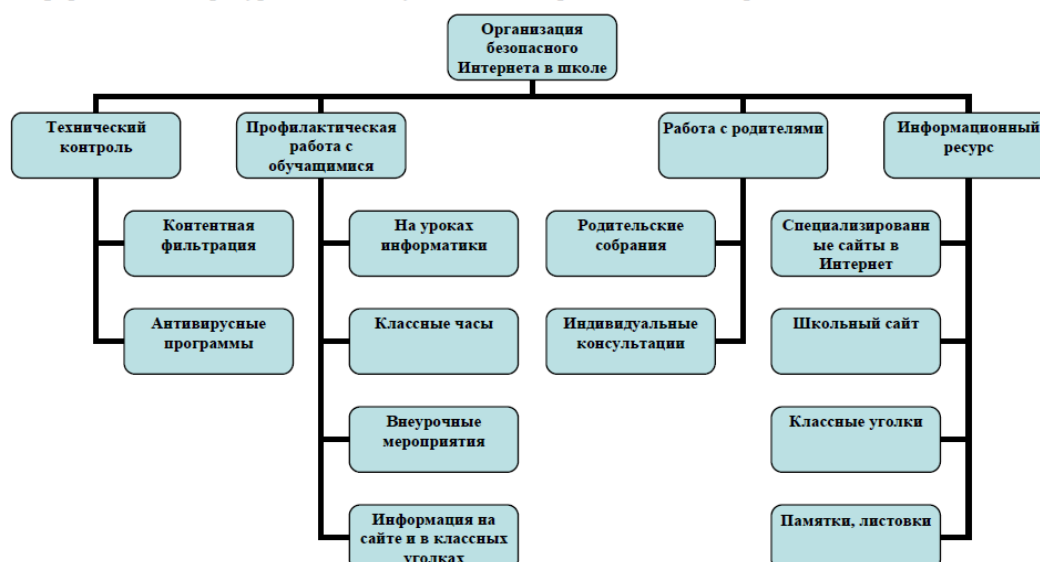 Организация
безопасного
Интернета в школе
Технический
контроль
Профилактическая
работа с
обучащимися
Работа с родителями
Информационный
ресурс
Контентная
фильтрация
На уроках
информатики
Родительские
собрания
Специализированн
ые сайты в
Интернет
Антивирусные
программы
Классные часы
Индивидуальные
консультации
Школьный сайт
Внеурочные
мероприятия
Классные уголки
Информация на
сайте и в классных
уголках
Памятки, листовки